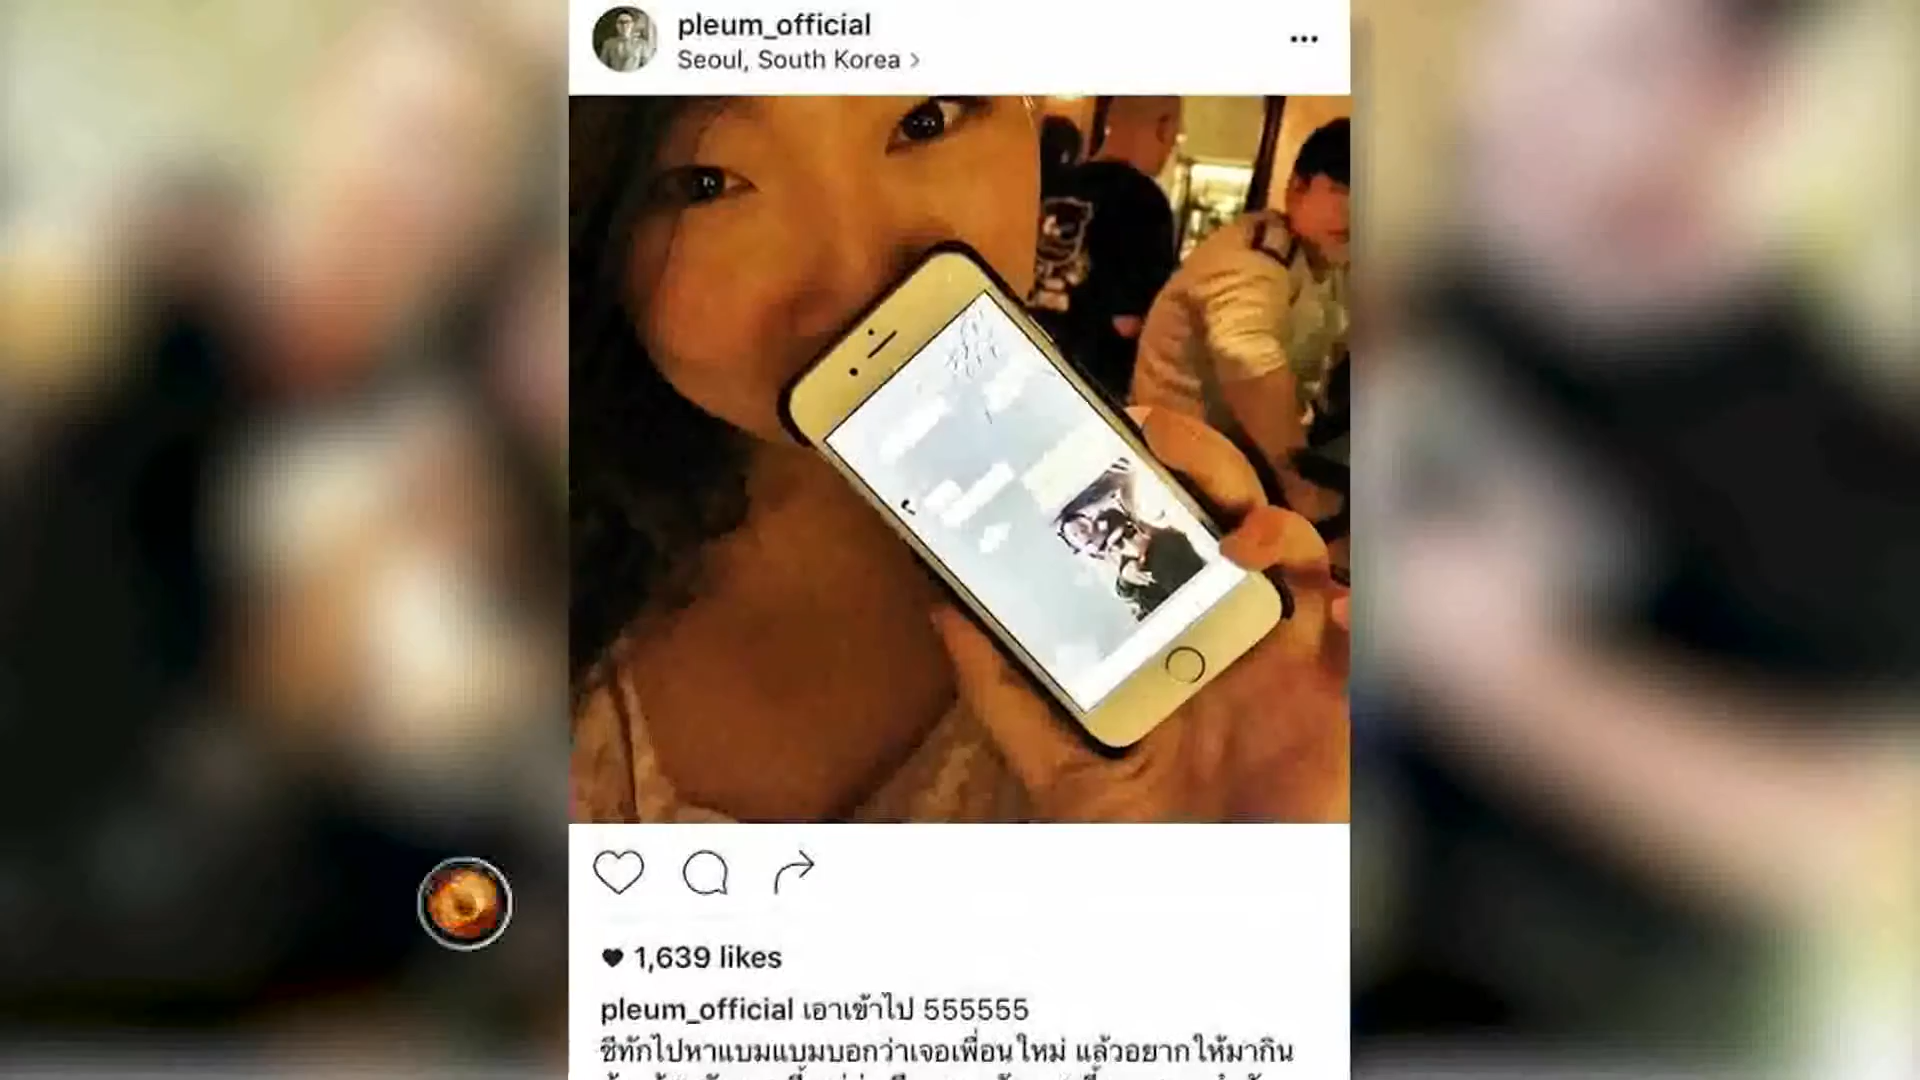 pleum_official
Seoul, South Korea >
1,639 likes
pleum_official เอาเข้าไป 555555
ชีทักไปหาแบมแบมบอกว่าเจอเพื่อนใหม่ แล้วอยากให้มากิน